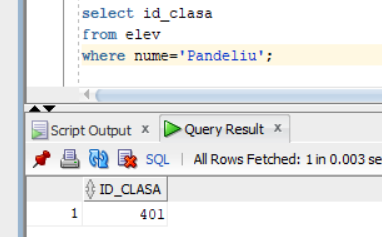 select id_clasa
from elev
where nume='Pandeliu';
Script Output x Query Result x
SQL | All Rows Fetched: 1 in 0.003 se
ID_CLASA
1 401